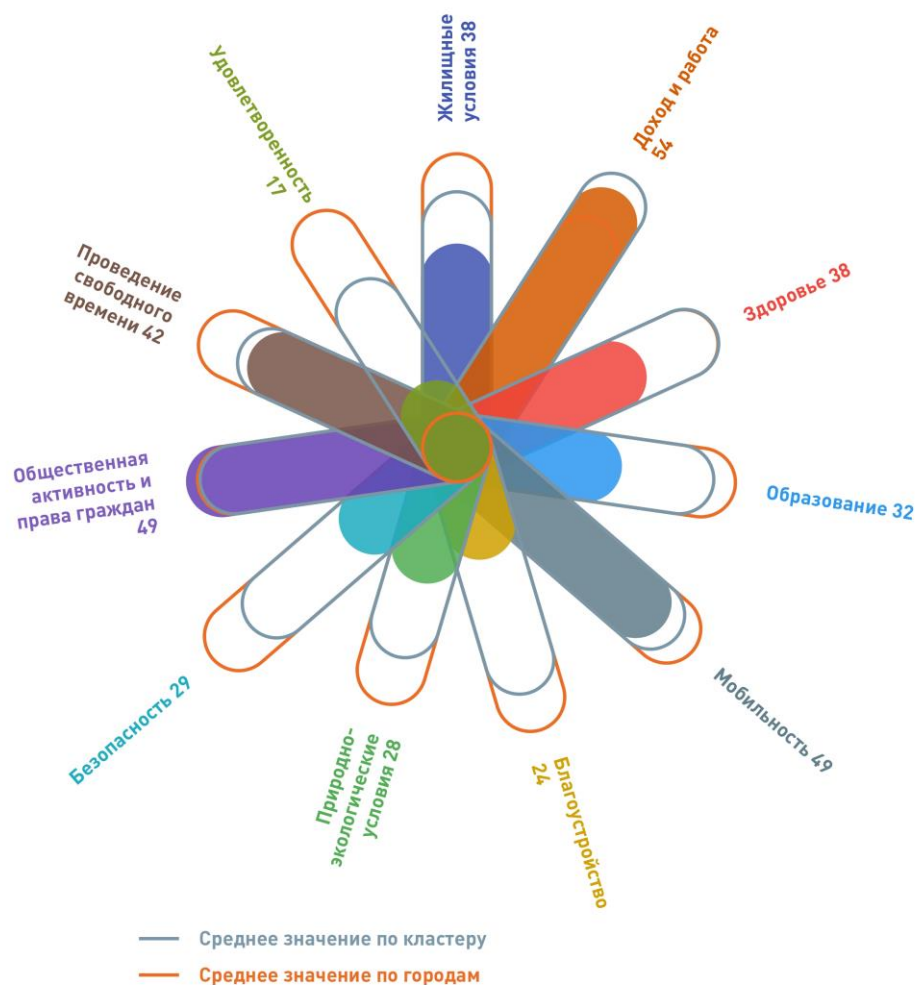 Жилищные
условия 38
Доход и работа
54
Здоровье 38
Образование 32
Мобильность 49
Благоустройство
24
Природно-
экологические
условия 28
Безопасность 29
Общественная
активность и
права граждан
49
Проведение
свободного
времени 42
Удовлетворенность
17
Среднее значение по кластеру
Среднее значение по городам